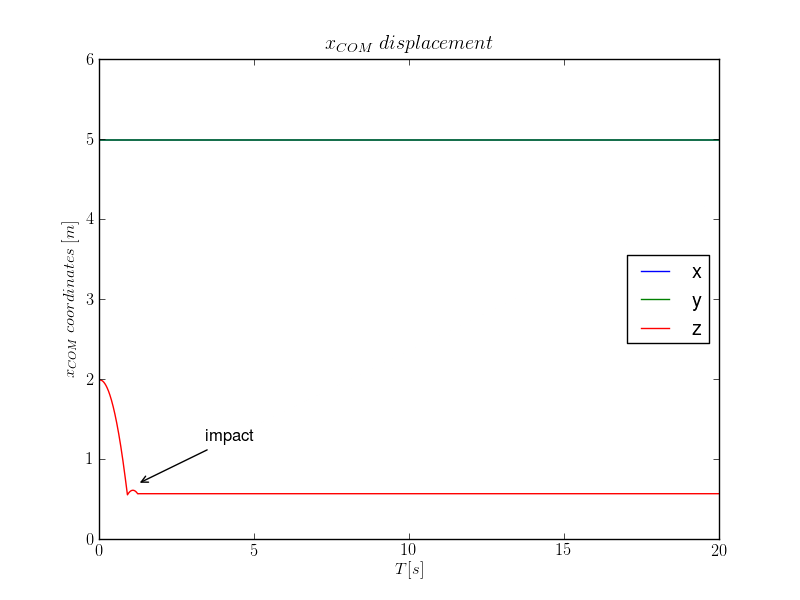 x_COM displacement
6
5
4
3
2
1
0
x_COM coordinates [m]
impact
x
y
z
0 5 10 15 20
T[s]